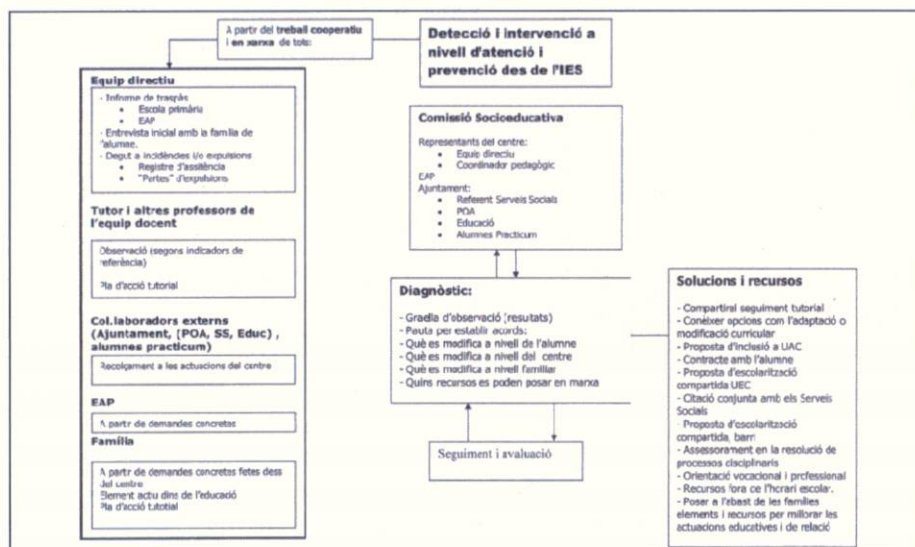 A partir del treball cooperatiu
i en xarxa de tots:
Detecció i intervenció a
nivell d'atenció i
prevenció des de l'IES
Equip directiu
- Informe de traspàs
• Escola primària
• EAP
- Entrevista inicial amb la família de
l'alumne.
- Degut a incidències i/o expulsions
• Registre d'assitència
• "Partes" d'expulsions
Tutor i altres professors de
l'equip docent
Observació (segons indicadors de
referència)
Pla d'acció tutorial
Col.laboradors externs
(Ajuntament, [POA, SS, Educ) ,
alumnes practicum)
Recolçament a les actuacions del centre
EAP
A partir de demandes concretes
Família
A partir de demandes concretes fetes dess
del centre
Element actu dins de l'educació
Pla d'acció tutotial
Comissió Socioeducativa
Representants del centre:
• Equip directiu
• Coordinador pedagògic
EAP
Ajuntament:
• Referent Serveis Socials
• POA
• Educació
• Alumnes Practicum
Diagnòstic:
- Graella d'observació (resutats)
- Pauta per establir acords:
- Què es modifica a nivell de l'alumne
- Què es modifica a nivell del centre
- Què es modifica a nivell familiar
- Quins recursos es poden posar en marxa
Seguiment i avaluació
Solucions i recursos
- Compartiral seguiment tutorial
- Conèixer opcions com l'adaptació o
modificació curricular
- Proposta d'inclesió a UAC
- Contracte amb l'alumne
- Proposta d'escolarització
compartida UEC
- Citació conjunta amb els Serveis
Socials
- Proposta d'escolarització
compartida, barri
- Assessorament en la resolució de
processos disciplinaris
- Orientació vocacional i professional
- Recursos fora de l'horari escolar.
- Posar a l'abast de les famílies
elements i recursos per millorar les
actuacions educatives i de relació